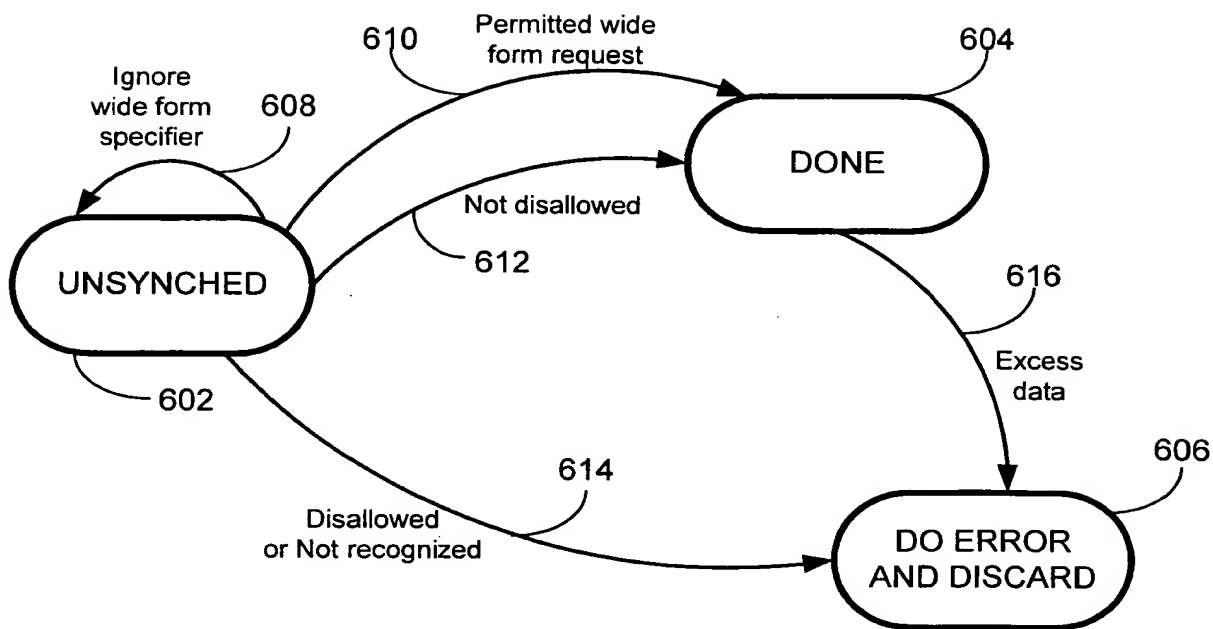 610
Permitted wide
form request
604
Ignore
wide form
specifier
608
DONE
Not disallowed
612
UNSYNCHED
616
602
Excess
data
614
606
Disallowed
or Not recognized
DO ERROR
AND DISCARD